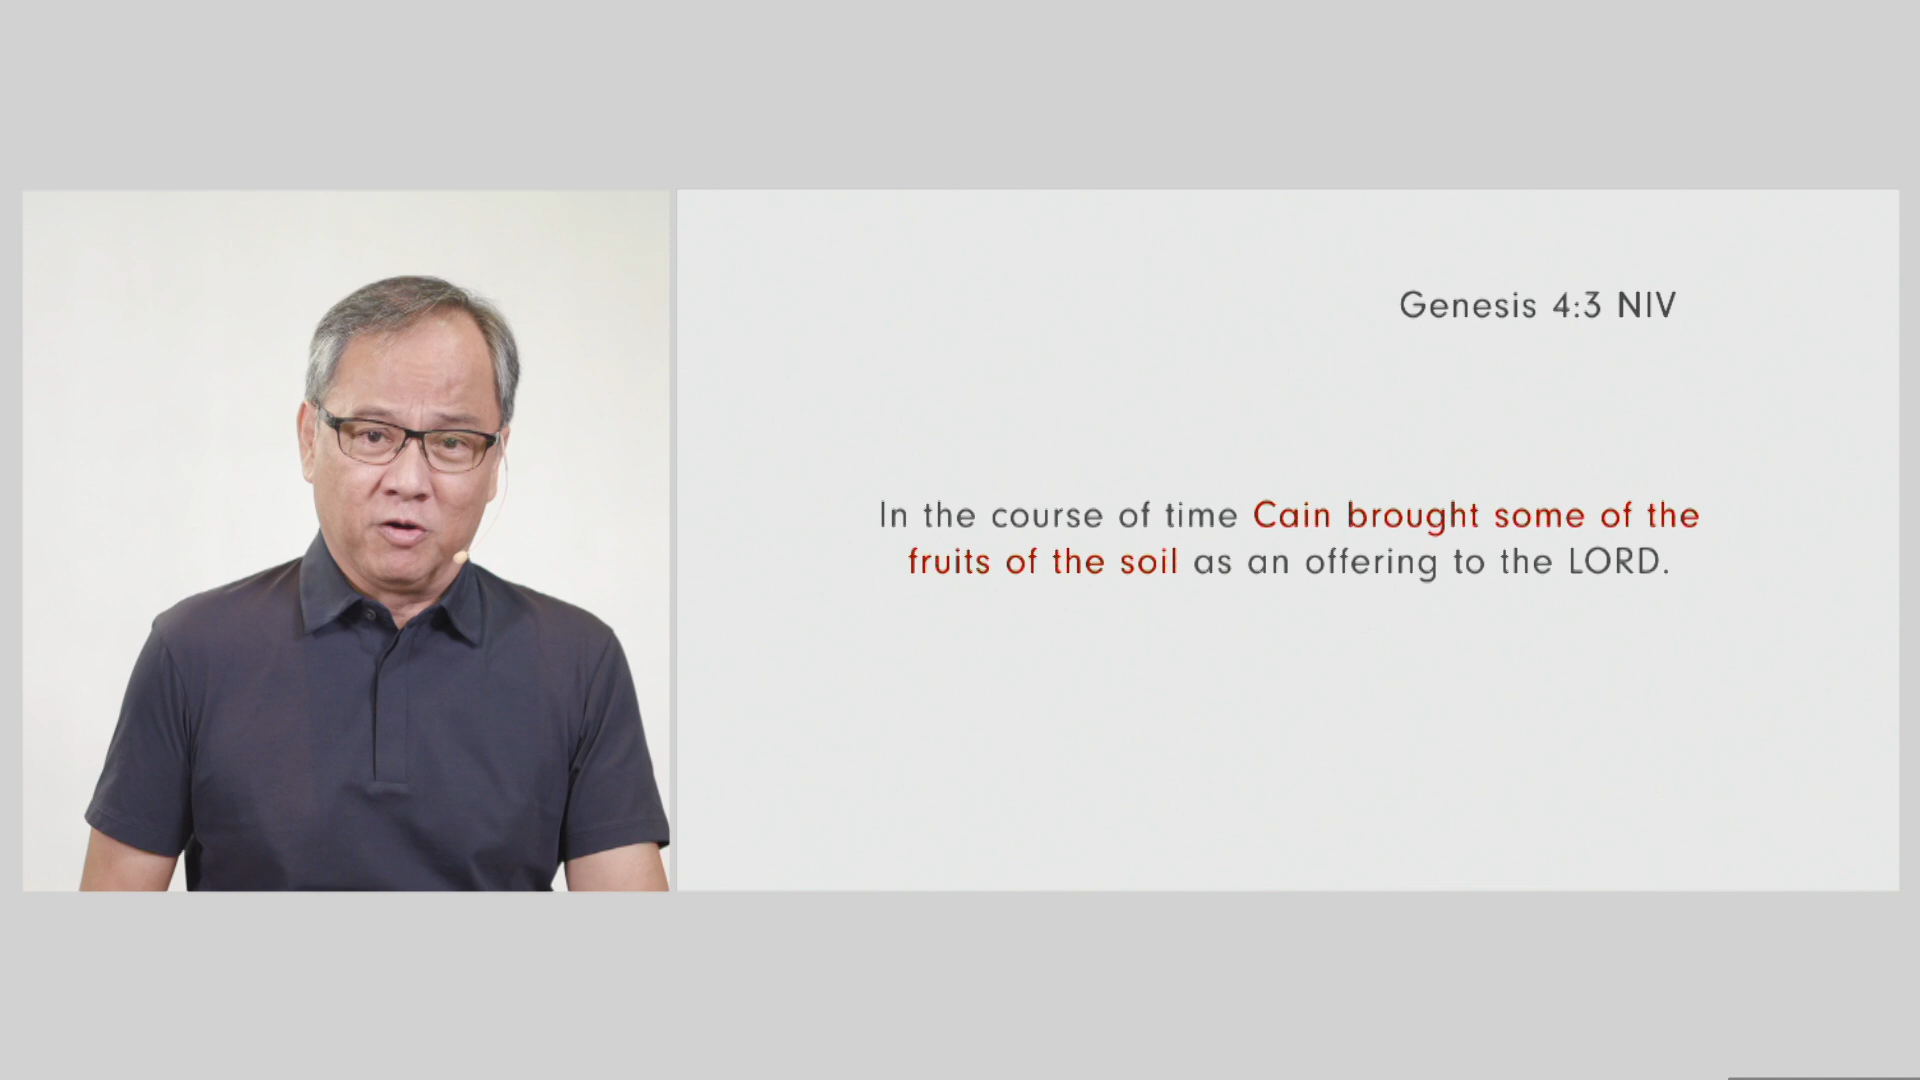 Genesis 4:3 NIV
In the course of time Cain brought some of the
fruits of the soil as an offering to the LORD.